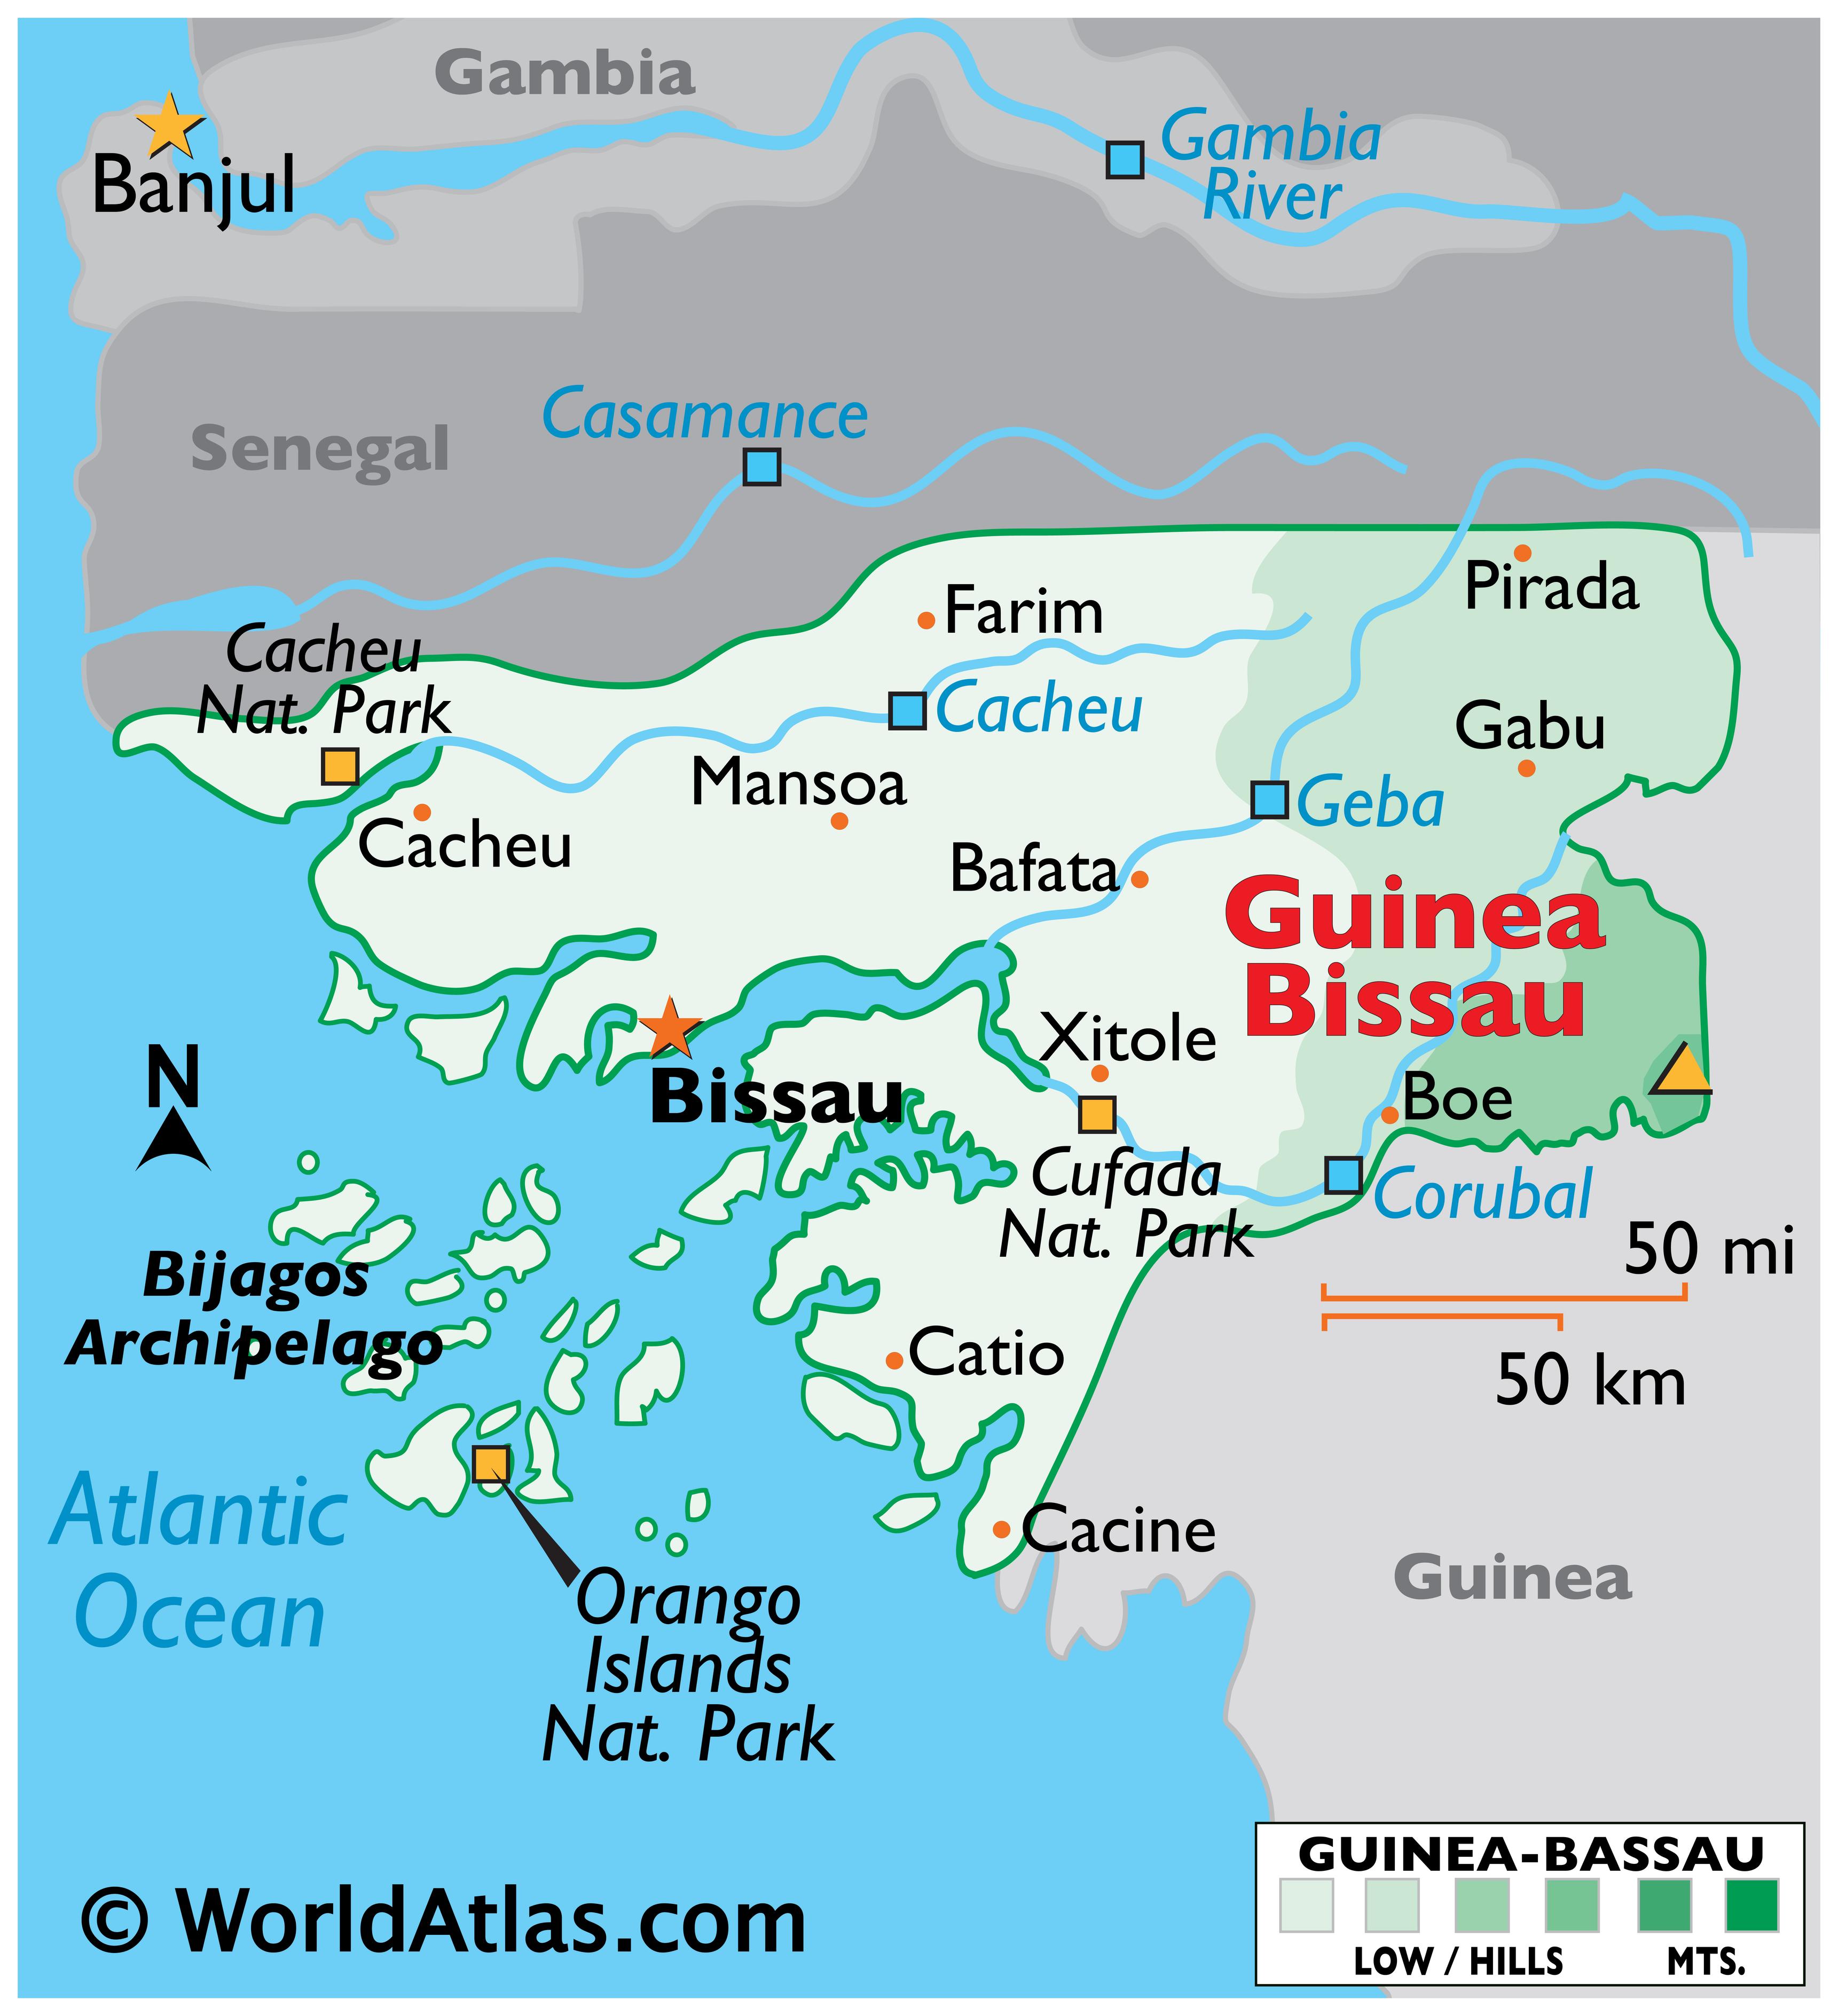 Gambia
Banjul
Gambia
River
Casamance
Senegal
Pirada
Farim
Cacheu
Nat. Park
Cacheu
Gabu
Mansoa
Geba
Cacheu
Bafata
Guinea
Bissau
Xitole
N
Bissau
Boe
Cufada
Nat. Park
Corubal
50 mi
Bijagos
Archipelago
Catio
50 km
Atlantic
Ocean
Cacine
Guinea
Orango
Islands
Nat. Park
GUINEA-BASSAU
LOW / HILLS MTS.
© WorldAtlas.com